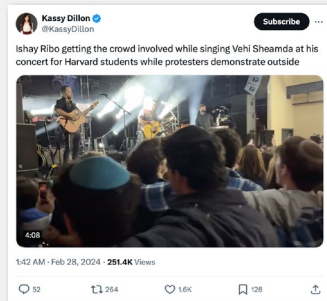 Kassy Dillon
@KassyDillon
Subscribe
Ishay Ribo getting the crowd involved while singing Vehi Sheamda at his
concert for Harvard students while protesters demonstrate outside
4:08
1:42 AM · Feb 28, 2024 · 251.4K Views
52
264
1.6K
128